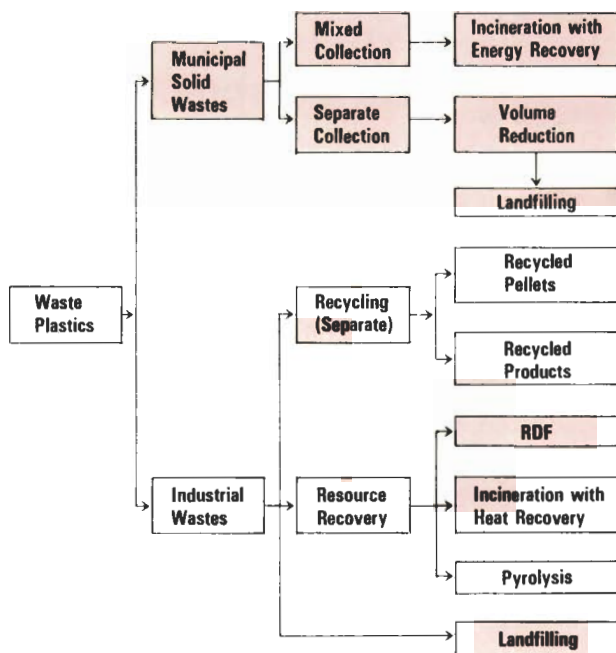 Mixed
Collection
Incineration with
Energy Recovery
Municipal
Solid
Wastes
Separate
Collection
Volume
Reduction
Landfilling
Waste
Plastics
Recycling
(Separate)
Recycled
Pellets
Recycled
Products
Industrial
Wastes
Resource
Recovery
RDF
Incineration with
Heat Recovery
Pyrolysis
Landfilling